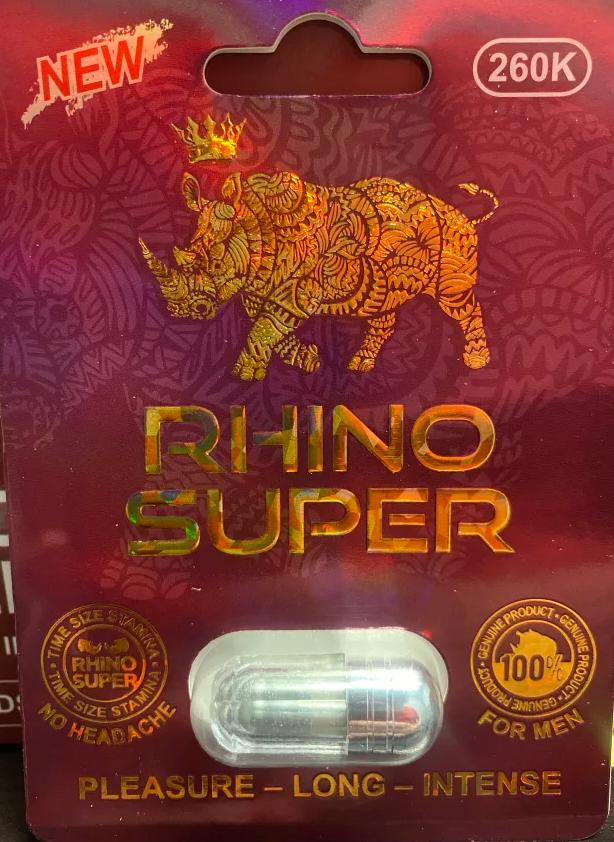 NEW
260K
RHINO
SUPER
TIME SIZE STAMINA • TIME SIZE STAMINA •
RHINO
SUPER
NO HEADACHE
GENUINE PRODUCT • GENUINE PRODUCT • GENUINE PRODUCT •
100%
FOR MEN
PLEASURE – LONG – INTENSE